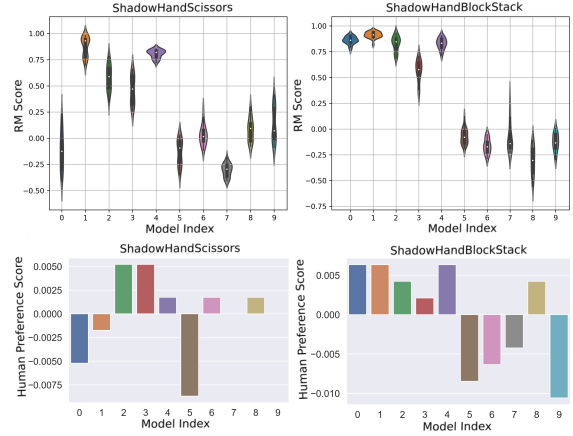 ShadowHandScissors
RM Score
1.00
0.75
0.50
0.25
0.00
−0.25
−0.50
0 1 2 3 4 5 6 7 8 9
Model Index
ShadowHandBlockStack
RM Score
1.00
0.75
0.50
0.25
0.00
−0.25
−0.50
−0.75
0 1 2 3 4 5 6 7 8 9
Model Index
ShadowHandScissors
Human Preference Score
0.0050
0.0025
0.0000
−0.0025
−0.0050
−0.0075
0 1 2 3 4 5 6 7 8 9
Model Index
ShadowHandBlockStack
Human Preference Score
0.005
0.000
−0.005
−0.010
0 1 2 3 4 5 6 7 8 9
Model Index